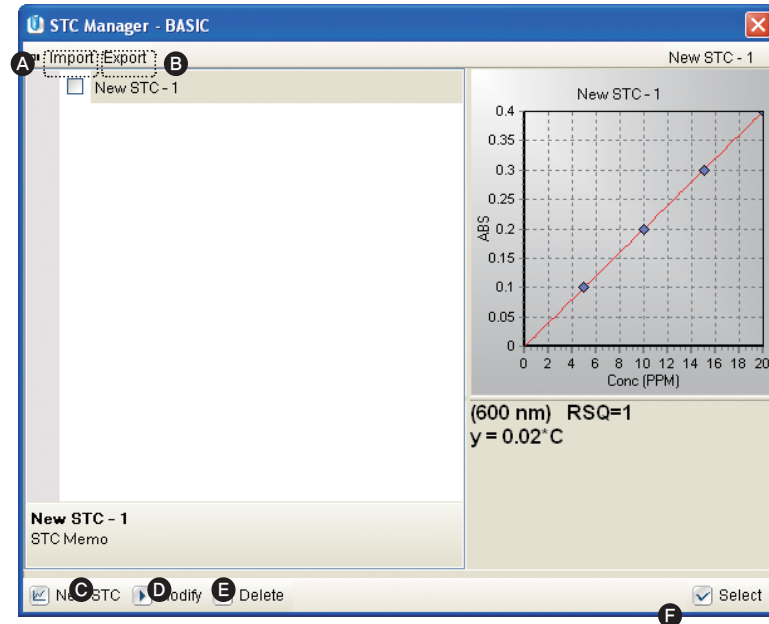 STC Manager - BASIC
A Import Export B New STC - 1
New STC - 1
New STC - 1
0.4
0.35
0.3
0.25
0.2
0.15
0.1
0.05
0
ABS
0 2 4 6 8 10 12 14 16 18 20
Conc (PPM)
(600 nm) RSQ=1
y = 0.02*C
New STC - 1
STC Memo
C D E
STC Delete Select
F